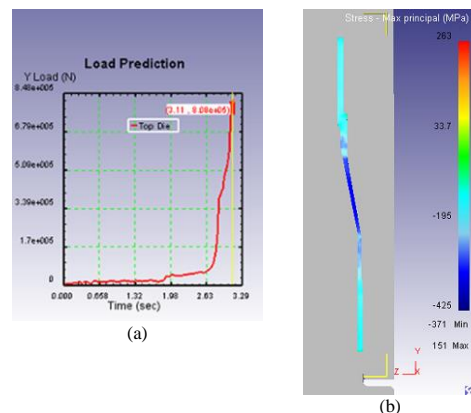 Load Prediction
Y Load (N)
8.48e+005
(3.11 , 8.08e+05)
Top Die
6.79e+005
5.09e+005
3.39e+005
1.7e+005
0
0.000 0.658 1.32 1.98 2.63 3.29
Time (sec)
(a)
Stress - Max principal (MPa)
263
33.7
-195
-425
-371 Min
151 Max
Y
Z X
(b)